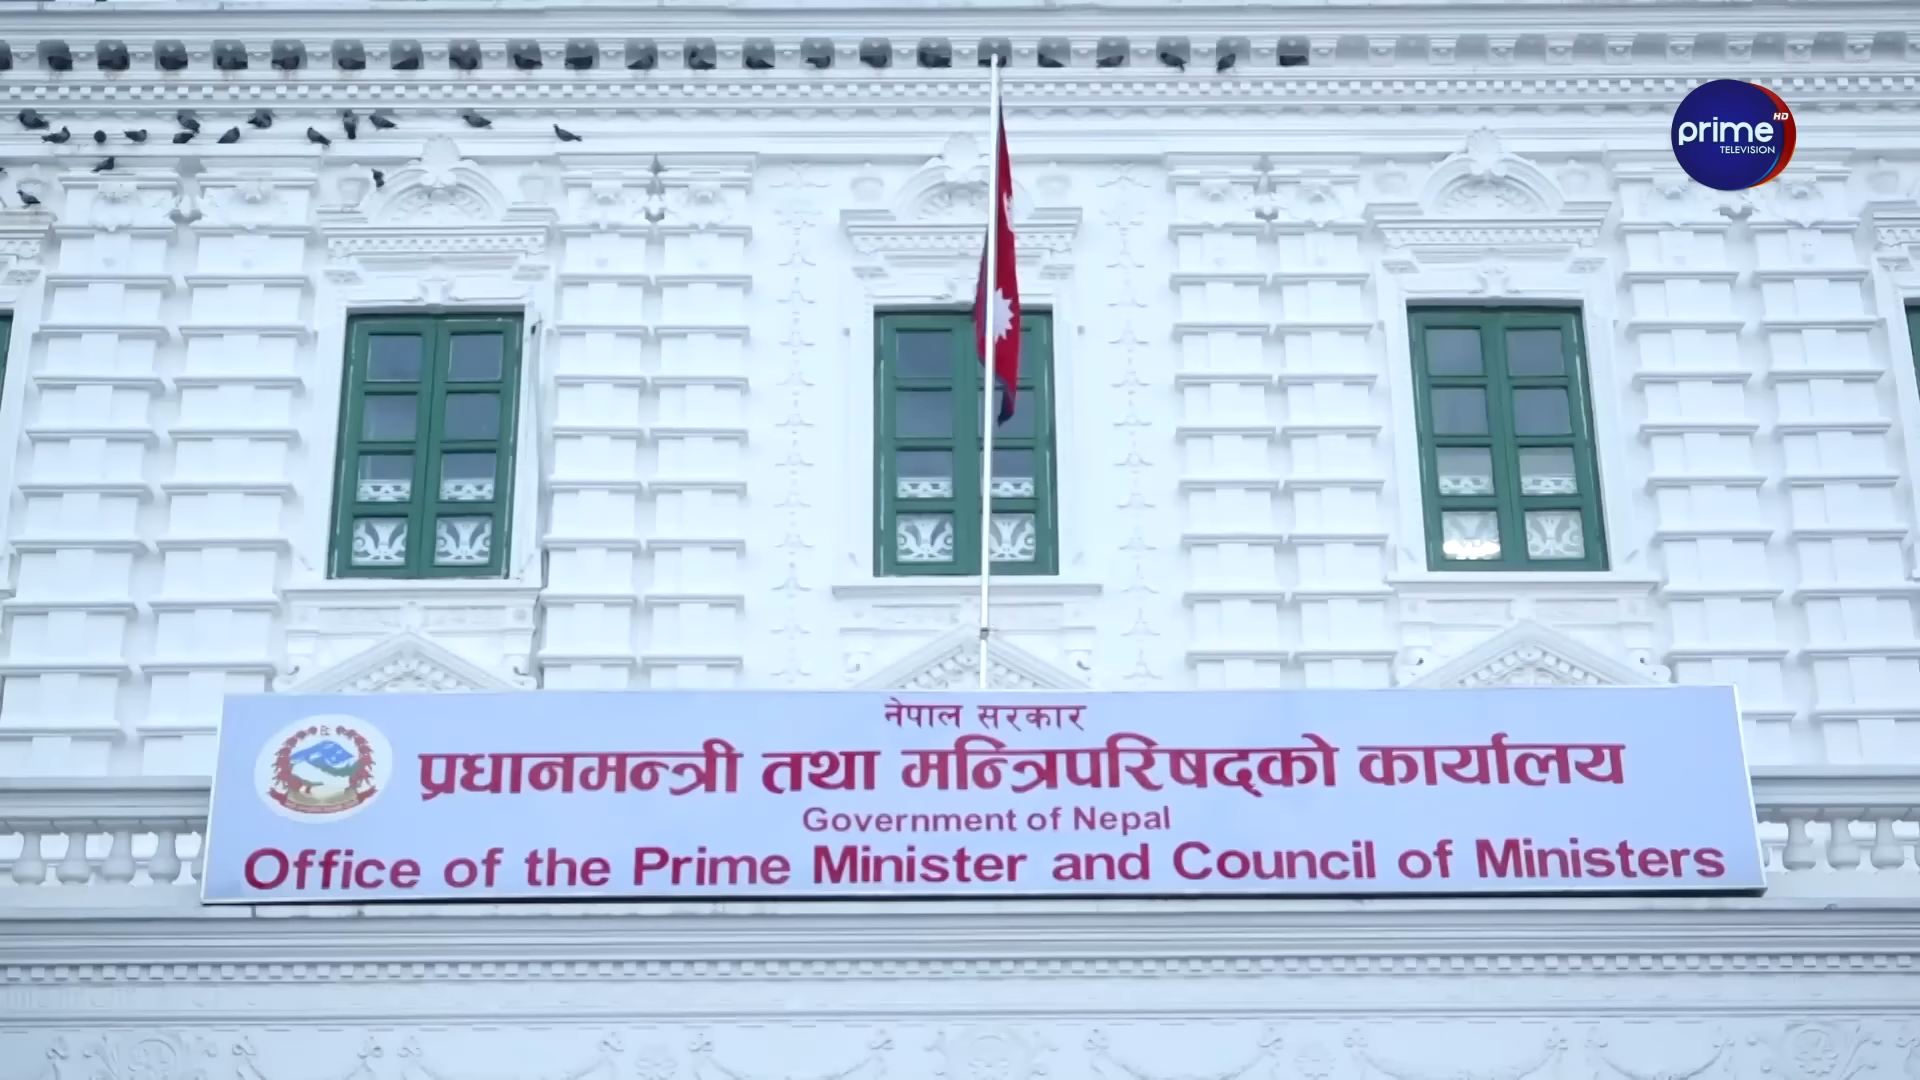 prime HD
TELEVISION
नेपाल सरकार
प्रधानमन्त्री तथा मन्त्रिपरिषद्को कार्यालय
Government of Nepal
Office of the Prime Minister and Council of Ministers